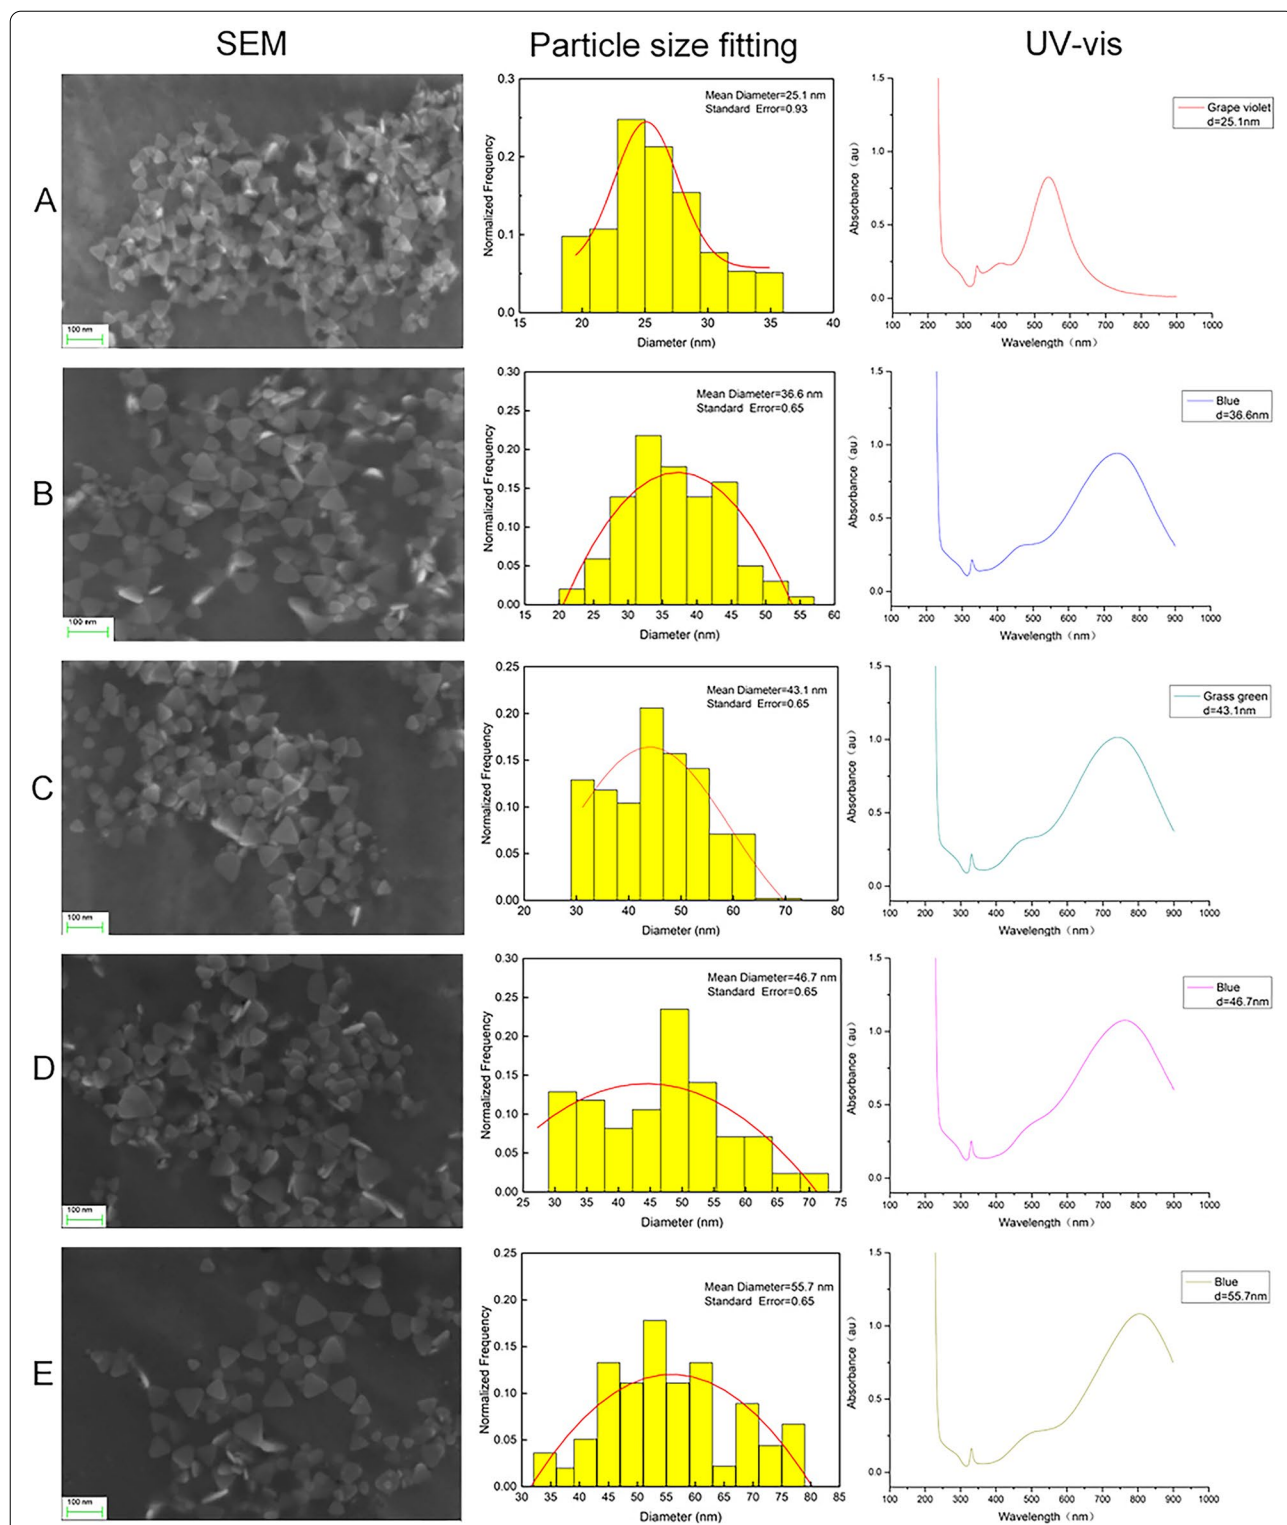 SEM
Particle size fitting
UV-vis
A
100 nm
Normalized Frequency
0.3
0.2
0.1
0.0
Mean Diameter=25.1 nm
Standard Error=0.93
15 20 25 30 35 40
Diameter (nm)
Absorbance (au)
1.5
1.0
0.5
0.0
Grape violet
d=25.1nm
100 200 300 400 500 600 700 800 900 1000
Wavelength (nm)
B
100 nm
Normalized Frequency
0.30
0.25
0.20
0.15
0.10
0.05
0.00
Mean Diameter=36.6 nm
Standard Error=0.65
15 20 25 30 35 40 45 50 55 60
Diameter (nm)
Absorbance (au)
1.5
1.0
0.5
0.0
Blue
d=36.6nm
100 200 300 400 500 600 700 800 900 1000
Wavelength (nm)
C
100 nm
Normalized Frequency
0.25
0.20
0.15
0.10
0.05
0.00
Mean Diameter=43.1 nm
Standard Error=0.65
20 30 40 50 60 70 80
Diameter (nm)
Absorbance (au)
1.5
1.0
0.5
0.0
Grass green
d=43.1nm
100 200 300 400 500 600 700 800 900 1000
Wavelength (nm)
D
100 nm
Normalized Frequency
0.30
0.25
0.20
0.15
0.10
0.05
0.00
Mean Diameter=46.7 nm
Standard Error=0.65
25 30 35 40 45 50 55 60 65 70 75
Diameter (nm)
Absorbance (au)
1.5
1.0
0.5
0.0
Blue
d=46.7nm
100 200 300 400 500 600 700 800 900 1000
Wavelength (nm)
E
100 nm
Normalized Frequency
0.25
0.20
0.15
0.10
0.05
0.00
Mean Diameter=55.7 nm
Standard Error=0.65
30 35 40 45 50 55 60 65 70 75 80 85
Diameter (nm)
Absorbance (au)
1.5
1.0
0.5
0.0
Blue
d=55.7nm
100 200 300 400 500 600 700 800 900 1000
Wavelength (nm)